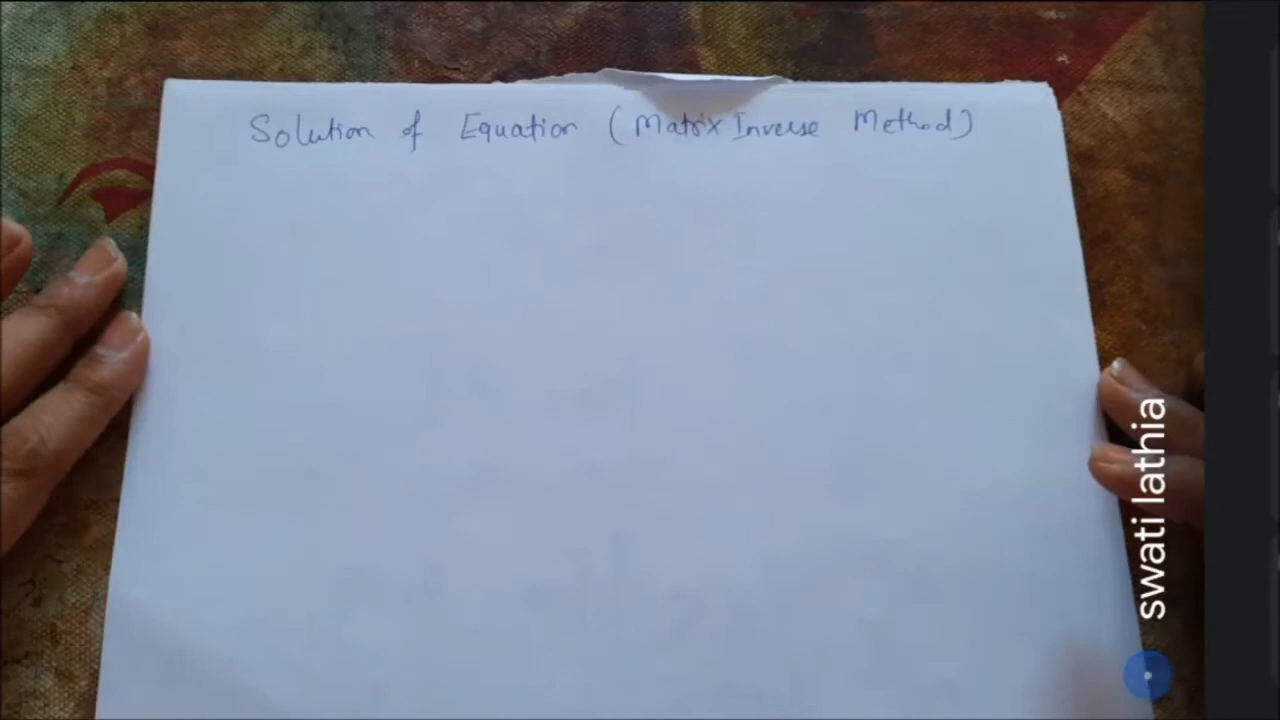 Solution of Equation (Matrix Inverse Method)
swati lathia